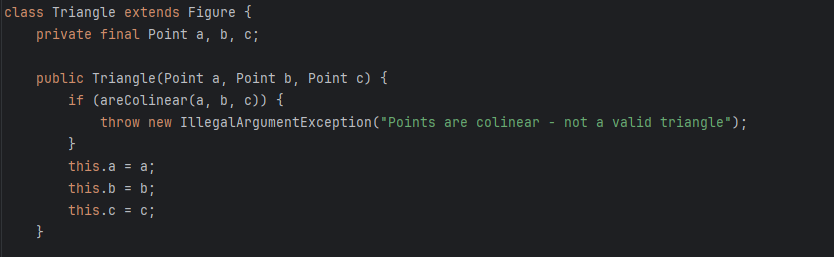 class Triangle extends Figure {
    private final Point a, b, c;

    public Triangle(Point a, Point b, Point c) {
        if (areColinear(a, b, c)) {
            throw new IllegalArgumentException("Points are colinear - not a valid triangle");
        }
        this.a = a;
        this.b = b;
        this.c = c;
    }